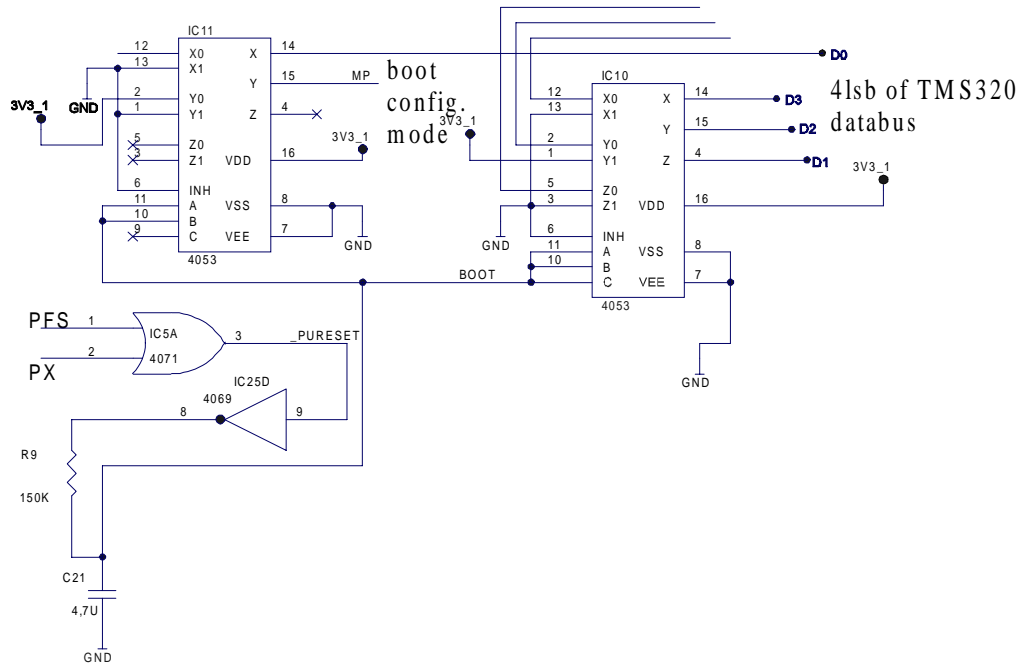 IC11
12 X0 X 14 D0
13 X1
Y 15 MP
boot
config.
mode
2 Y0
1 Y1
Z 4
3V3_1
GND
5 Z0
3 Z1
VDD 16
3V3_1
6 INH
11 A
10 B
9 C
VSS 8
VEE 7
GND
4053
IC10
12 X0 X 14 D3
13 X1
2 Y0 Y 15 D2
3V3_1
1 Y1 Z 4 D1
4lsb of TMS320
databus
5 Z0
3 Z1
VDD 16
3V3_1
GND
6 INH
11 A
10 B
C
VSS 8
VEE 7
4053
GND
BOOT
PFS 1
IC5A
4071
3 _PURESET
2
PX
IC25D
4069
8 9
R9
150K
C21
4,7U
GND